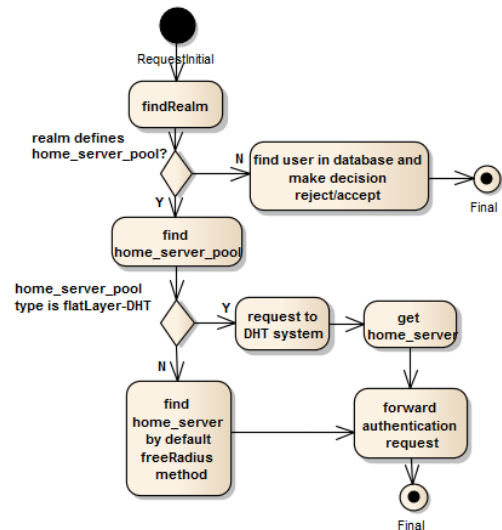 RequestInitial
findRealm
realm defines
home_server_pool?
N
find user in database and
make decision
reject/accept
Final
Y
find
home_server_pool
home_server_pool
type is flatLayer-DHT
Y
request to
DHT system
get
home_server
N
find
home_server
by default
freeRadius
method
forward
authentication
request
Final